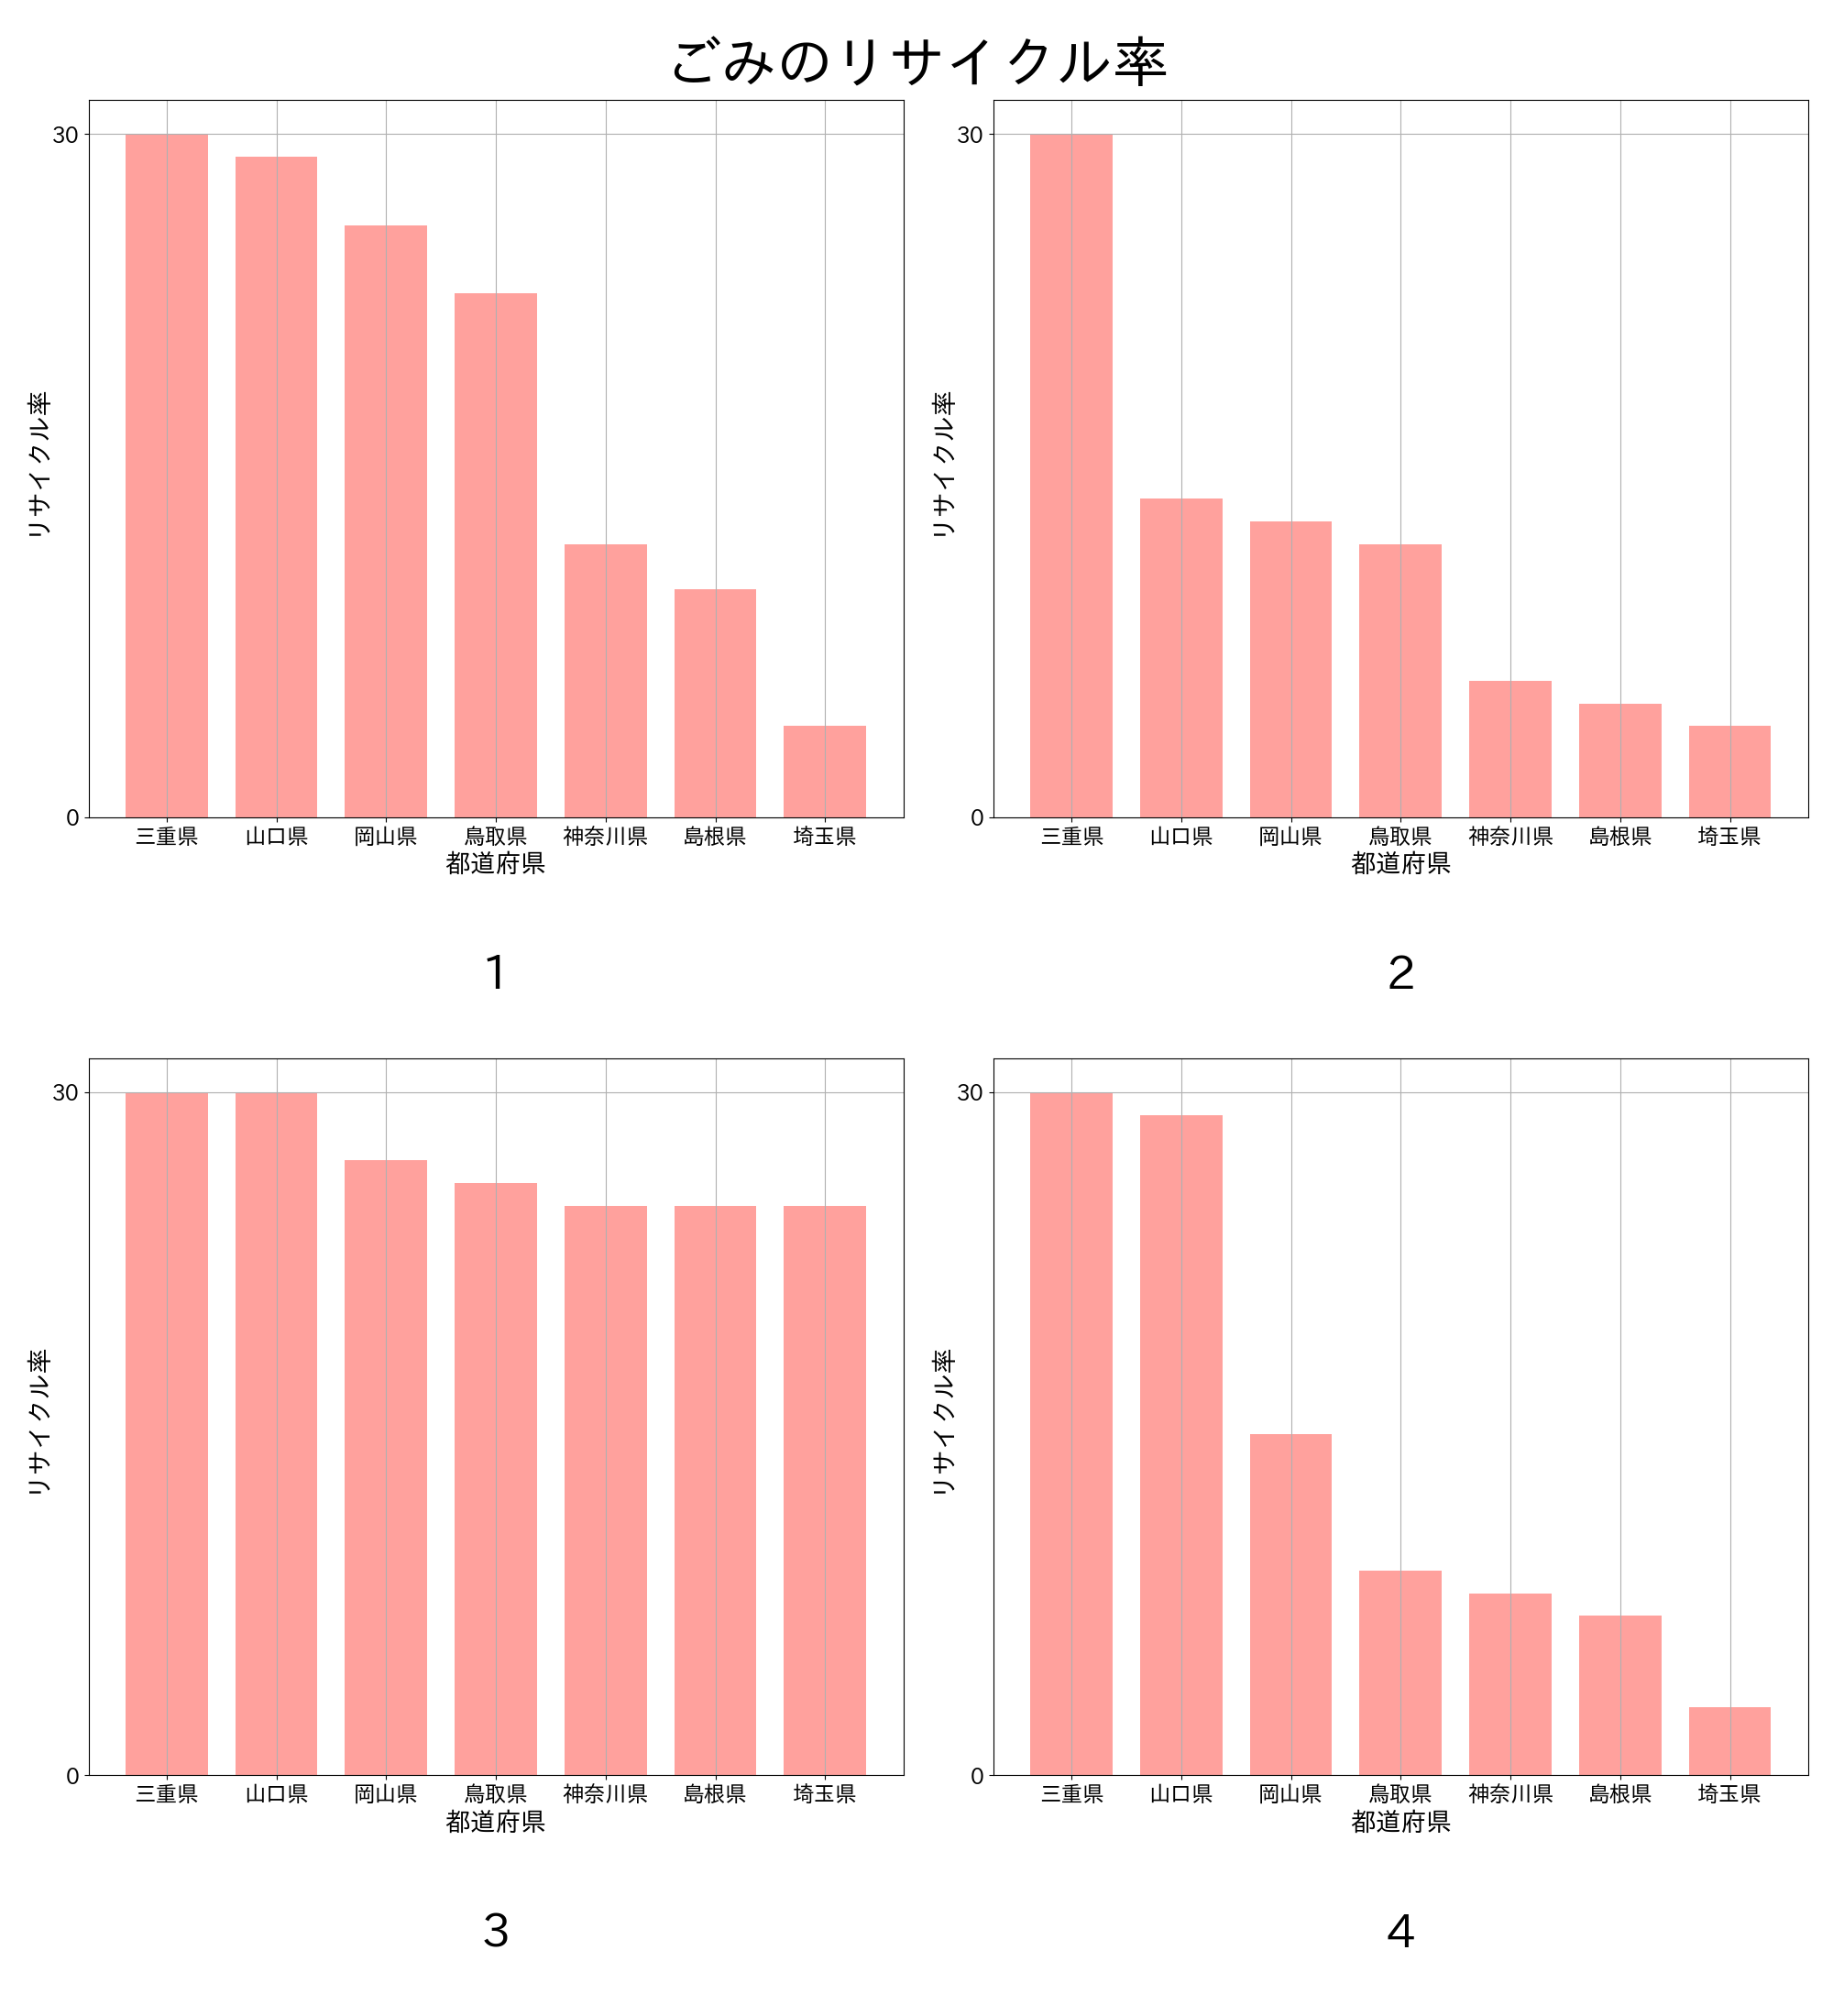 ごみのリサイクル率
リサイクル率
30
0
三重県 山口県 岡山県 鳥取県 神奈川県 島根県 埼玉県
都道府県
1
リサイクル率
30
0
三重県 山口県 岡山県 鳥取県 神奈川県 島根県 埼玉県
都道府県
2
リサイクル率
30
0
三重県 山口県 岡山県 鳥取県 神奈川県 島根県 埼玉県
都道府県
3
リサイクル率
30
0
三重県 山口県 岡山県 鳥取県 神奈川県 島根県 埼玉県
都道府県
4